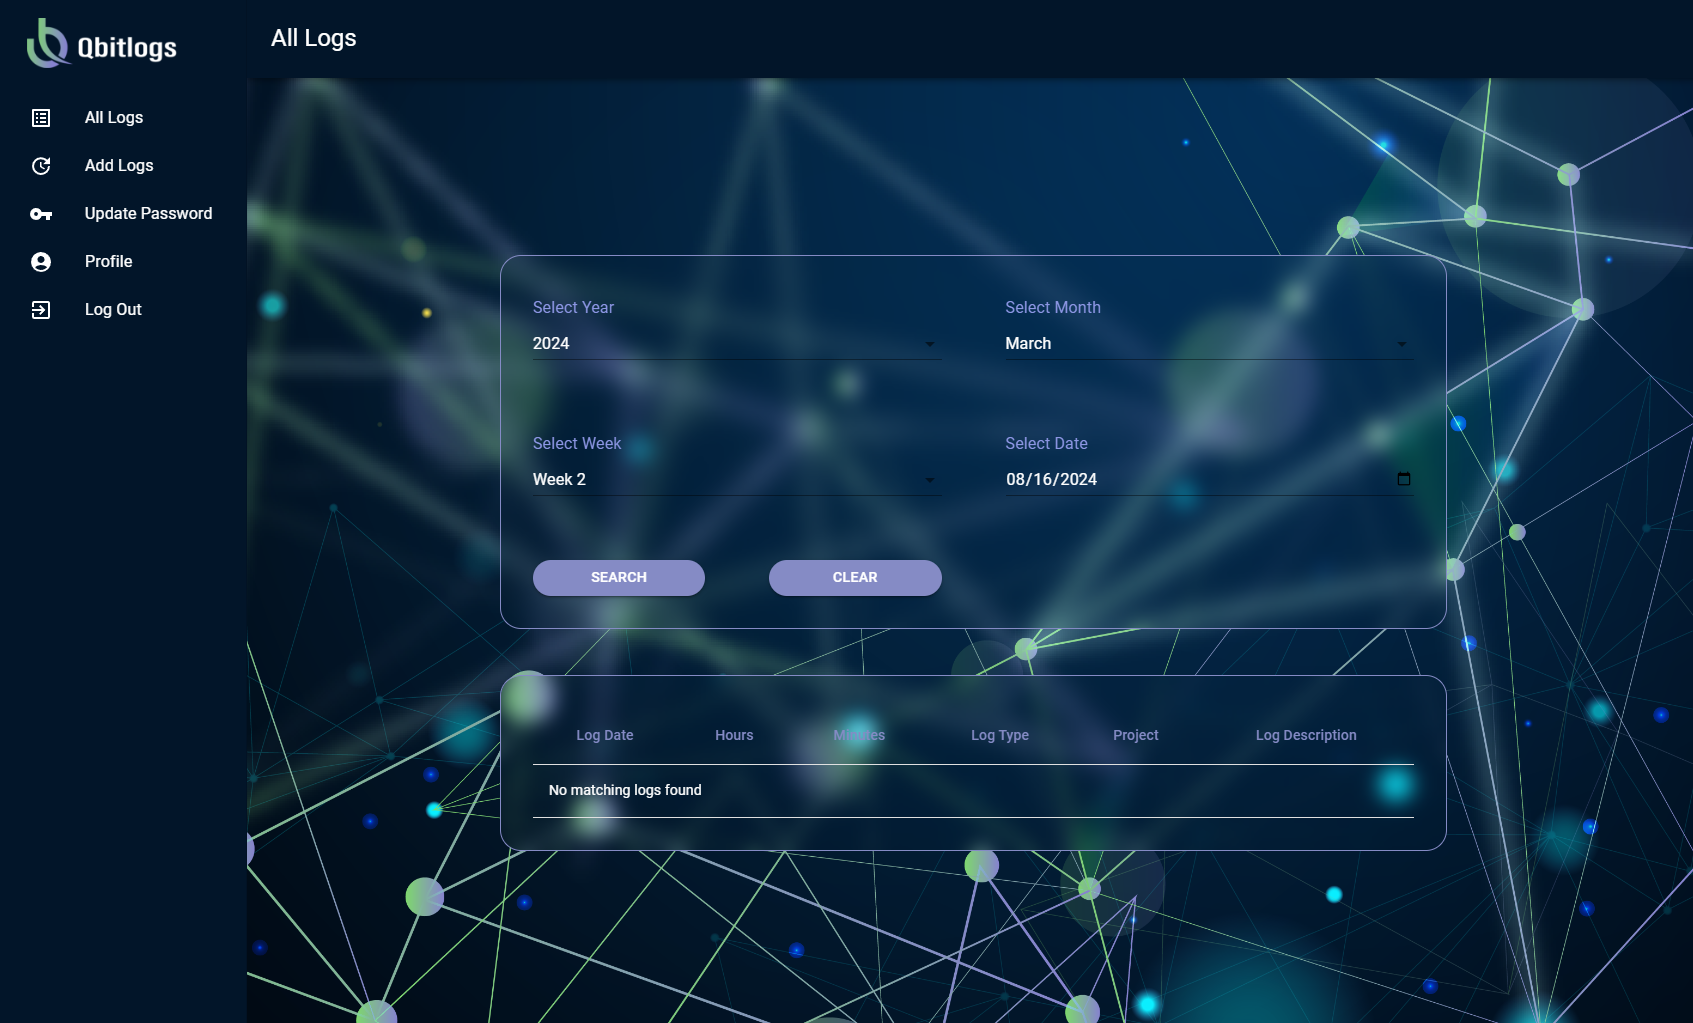 Qbitlogs
All Logs
All Logs
Add Logs
Update Password
Profile
Log Out
Select Year
2024
Select Month
March
Select Week
Week 2
Select Date
08/16/2024
SEARCH
CLEAR
Log Date Hours Minutes Log Type Project Log Description
No matching logs found